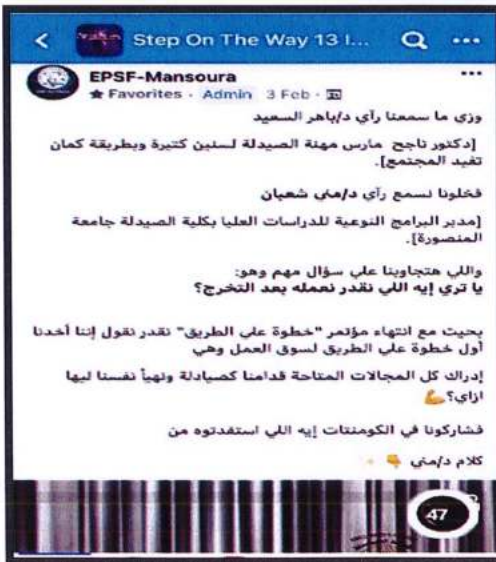 Step On The Way 13 I...
EPSF-Mansoura
★ Favorites · Admin 3 Feb ·
وزي ما سمعنا رآي د/باهر السعيد
[دكتور ناجح مارس مهنة الصيدلة لسنين كتيرة وبطريقة كمان
تفيد المجتمع].
فخلونا نسمع رآي د/منى شعبان
[مدير البرامج النوعية للدراسات العليا بكلية الصيدلة جامعة
المنصورة].
واللي هتجاوبنا علي سؤال مهم وهو:
يا تري إيه اللي نقدر نعمله بعد التخرج؟
بحيث مع انتهاء مؤتمر "خطوة علي الطريق" نقدر نقول إننا أخدنا
أول خطوة علي الطريق لسوق العمل وهي
إدراك كل المجالات المتاحة قدامنا كصيادلة ونهيأ نفسنا ليها
ازاي؟💪
فشاركونا في الكومنتات إيه اللي استفدتوه من
كلام د/منى 👇✨
47